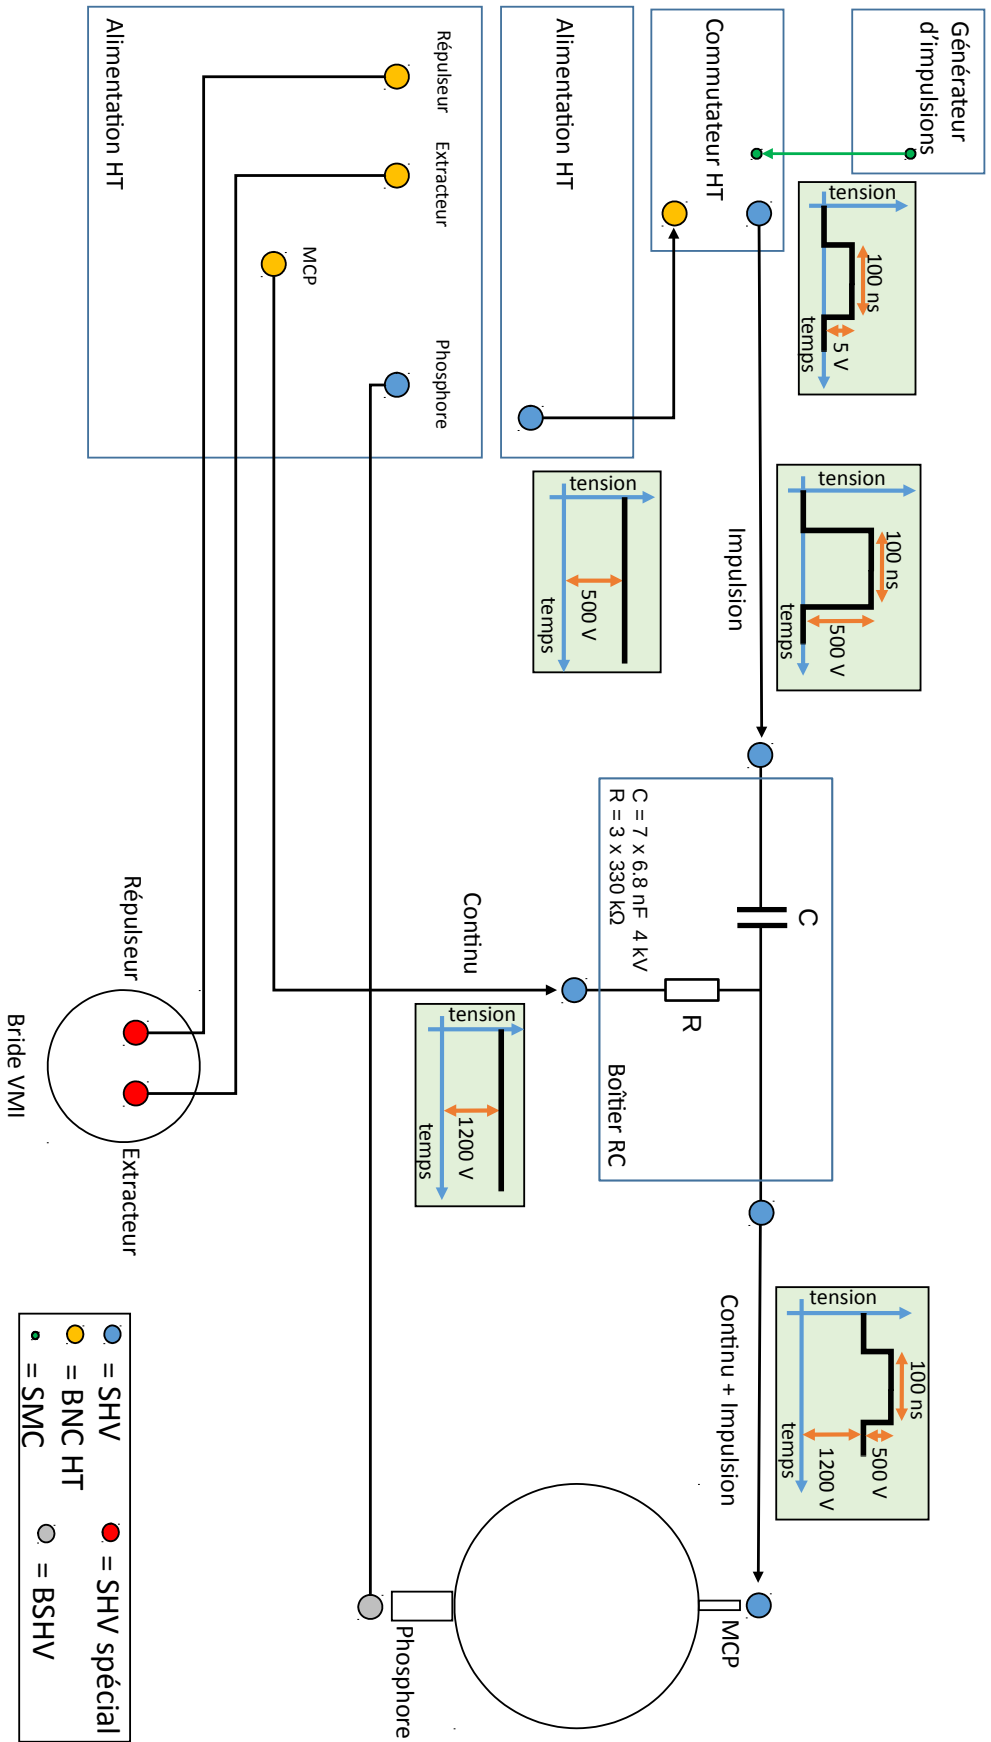 Générateur
d'impulsions
tension
100 ns
5 V
temps
Commutateur HT
tension
100 ns
500 V
temps
Impulsion
Alimentation HT
tension
500 V
temps
C
C = 7 x 6.8 nF 4 kV
R = 3 x 330 kΩ
R
Boîtier RC
tension
100 ns
500 V
1200 V
temps
Continu + Impulsion
MCP
Phosphore
Alimentation HT
Répulseur
Extracteur
MCP
Phosphore
Continu
tension
1200 V
temps
Répulseur
Extracteur
Bride VMI
= SHV
= SHV spécial
= BNC HT
= SMC
= BSHV